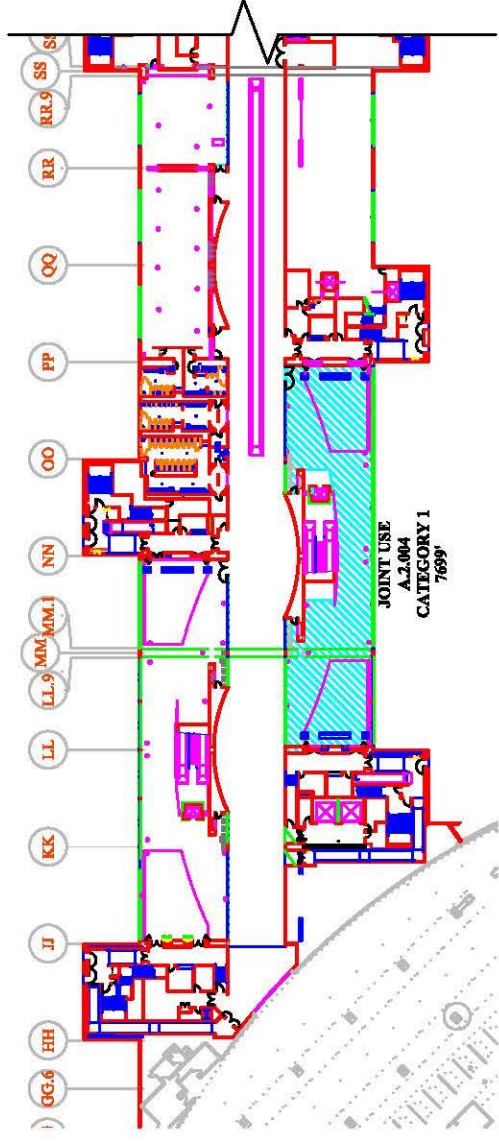 SS
RR.9
RR
QQ
PP
OO
NN
MM.1
MM
LL.9
LL
KK
JJ
HH
GG.6
JOINT USE
A.2.004
CATEGORY 1
7699'